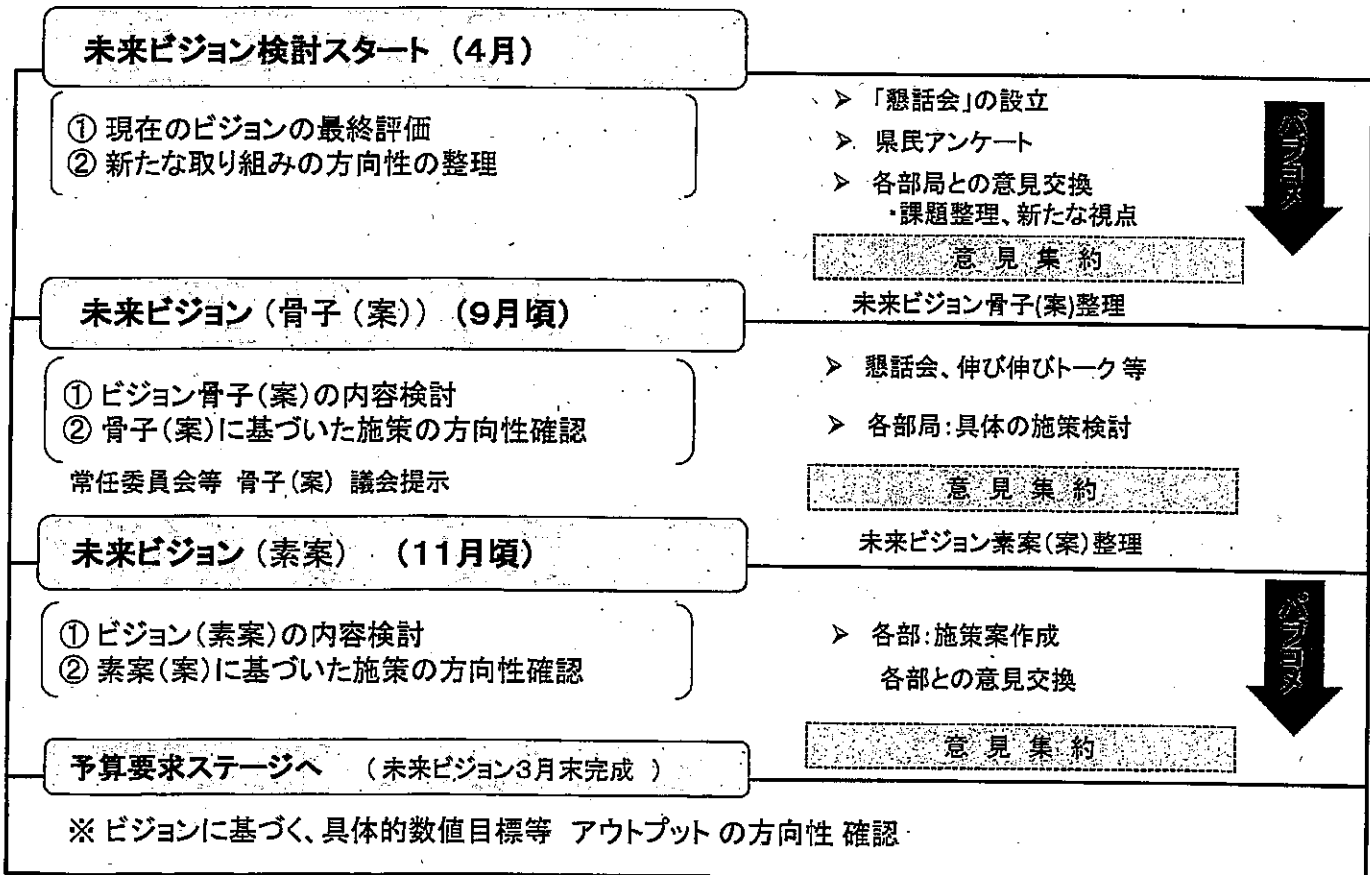 未来ビジョン検討スタート（4月）
① 現在のビジョンの最終評価
② 新たな取り組みの方向性の整理
➢ 「懇話会」の設立
➢ 県民アンケート
➢ 各部局との意見交換
・課題整理、新たな視点
パブコメ
意 見 集 約
未来ビジョン骨子(案)整理
未来ビジョン（骨子（案））（9月頃）
① ビジョン骨子（案）の内容検討
② 骨子（案）に基づいた施策の方向性確認
常任委員会等 骨子（案） 議会提示
➢ 懇話会、伸び伸びトーク 等
➢ 各部局：具体の施策検討
意 見 集 約
未来ビジョン素案（案）整理
未来ビジョン（素案） （11月頃）
① ビジョン（素案）の内容検討
② 素案（案）に基づいた施策の方向性確認
➢ 各部：施策案作成
各部との意見交換
パブコメ
意 見 集 約
予算要求ステージへ （未来ビジョン3月末完成 ）
※ ビジョンに基づく、具体的数値目標等 アウトプット の方向性 確認